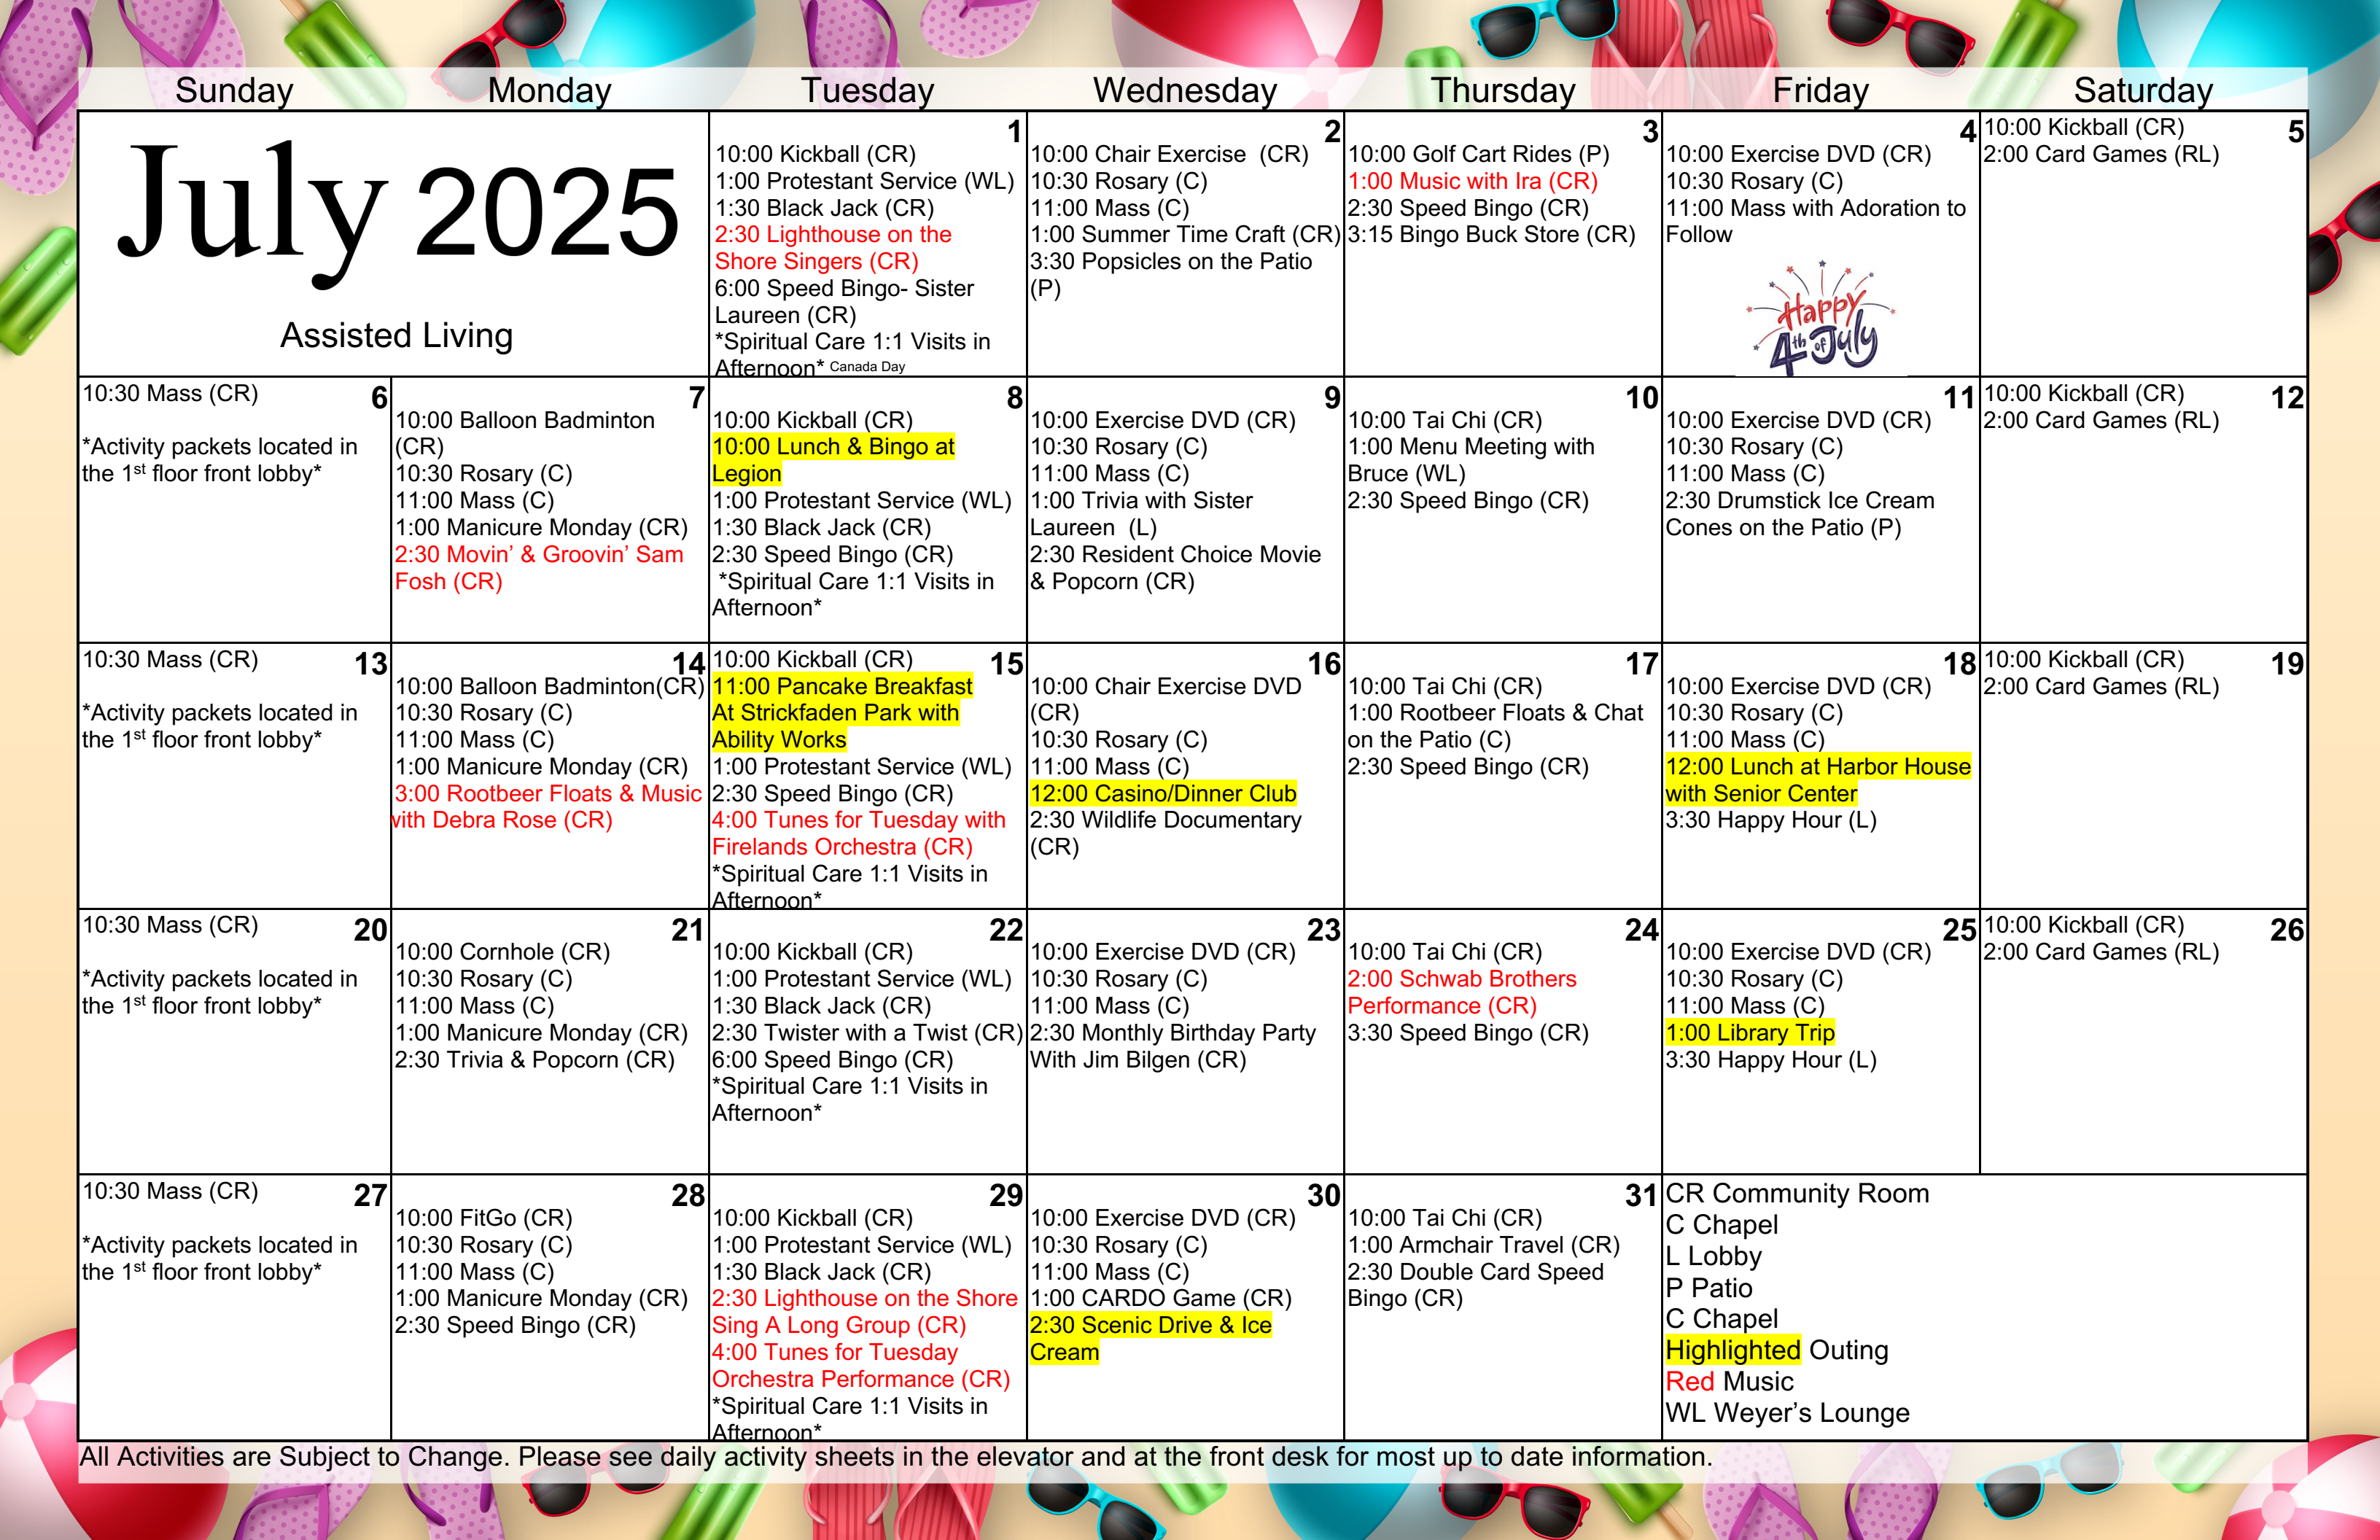 Sunday Monday Tuesday Wednesday Thursday Friday Saturday
July 2025
Assisted Living
1
10:00 Kickball (CR)
1:00 Protestant Service (WL)
1:30 Black Jack (CR)
2:30 Lighthouse on the
Shore Singers (CR)
6:00 Speed Bingo- Sister
Laureen (CR)
*Spiritual Care 1:1 Visits in
Afternoon* Canada Day
2
10:00 Chair Exercise (CR)
10:30 Rosary (C)
11:00 Mass (C)
1:00 Summer Time Craft (CR)
3:30 Popsicles on the Patio
(P)
3
10:00 Golf Cart Rides (P)
1:00 Music with Ira (CR)
2:30 Speed Bingo (CR)
3:15 Bingo Buck Store (CR)
4
10:00 Exercise DVD (CR)
10:30 Rosary (C)
11:00 Mass with Adoration to
Follow
Happy
4th of July
5
10:00 Kickball (CR)
2:00 Card Games (RL)
6
10:30 Mass (CR)
*Activity packets located in
the 1st floor front lobby*
7
10:00 Balloon Badminton
(CR)
10:30 Rosary (C)
11:00 Mass (C)
1:00 Manicure Monday (CR)
2:30 Movin’ & Groovin’ Sam
Fosh (CR)
8
10:00 Kickball (CR)
10:00 Lunch & Bingo at
Legion
1:00 Protestant Service (WL)
1:30 Black Jack (CR)
2:30 Speed Bingo (CR)
*Spiritual Care 1:1 Visits in
Afternoon*
9
10:00 Exercise DVD (CR)
10:30 Rosary (C)
11:00 Mass (C)
1:00 Trivia with Sister
Laureen (L)
2:30 Resident Choice Movie
& Popcorn (CR)
10
10:00 Tai Chi (CR)
1:00 Menu Meeting with
Bruce (WL)
2:30 Speed Bingo (CR)
11
10:00 Exercise DVD (CR)
10:30 Rosary (C)
11:00 Mass (C)
2:30 Drumstick Ice Cream
Cones on the Patio (P)
12
10:00 Kickball (CR)
2:00 Card Games (RL)
13
10:30 Mass (CR)
*Activity packets located in
the 1st floor front lobby*
14
10:00 Balloon Badminton(CR)
10:30 Rosary (C)
11:00 Mass (C)
1:00 Manicure Monday (CR)
3:00 Rootbeer Floats & Music
with Debra Rose (CR)
15
10:00 Kickball (CR)
11:00 Pancake Breakfast
At Strickfaden Park with
Ability Works
1:00 Protestant Service (WL)
2:30 Speed Bingo (CR)
4:00 Tunes for Tuesday with
Firelands Orchestra (CR)
*Spiritual Care 1:1 Visits in
Afternoon*
16
10:00 Chair Exercise DVD
(CR)
10:30 Rosary (C)
11:00 Mass (C)
12:00 Casino/Dinner Club
2:30 Wildlife Documentary
(CR)
17
10:00 Tai Chi (CR)
1:00 Rootbeer Floats & Chat
on the Patio (C)
2:30 Speed Bingo (CR)
18
10:00 Exercise DVD (CR)
10:30 Rosary (C)
11:00 Mass (C)
12:00 Lunch at Harbor House
with Senior Center
3:30 Happy Hour (L)
19
10:00 Kickball (CR)
2:00 Card Games (RL)
20
10:30 Mass (CR)
*Activity packets located in
the 1st floor front lobby*
21
10:00 Cornhole (CR)
10:30 Rosary (C)
11:00 Mass (C)
1:00 Manicure Monday (CR)
2:30 Trivia & Popcorn (CR)
22
10:00 Kickball (CR)
1:00 Protestant Service (WL)
1:30 Black Jack (CR)
2:30 Twister with a Twist (CR)
6:00 Speed Bingo (CR)
*Spiritual Care 1:1 Visits in
Afternoon*
23
10:00 Exercise DVD (CR)
10:30 Rosary (C)
11:00 Mass (C)
2:30 Monthly Birthday Party
With Jim Bilgen (CR)
24
10:00 Tai Chi (CR)
2:00 Schwab Brothers
Performance (CR)
3:30 Speed Bingo (CR)
25
10:00 Exercise DVD (CR)
10:30 Rosary (C)
11:00 Mass (C)
1:00 Library Trip
3:30 Happy Hour (L)
26
10:00 Kickball (CR)
2:00 Card Games (RL)
27
10:30 Mass (CR)
*Activity packets located in
the 1st floor front lobby*
28
10:00 FitGo (CR)
10:30 Rosary (C)
11:00 Mass (C)
1:00 Manicure Monday (CR)
2:30 Speed Bingo (CR)
29
10:00 Kickball (CR)
1:00 Protestant Service (WL)
1:30 Black Jack (CR)
2:30 Lighthouse on the Shore
Sing A Long Group (CR)
4:00 Tunes for Tuesday
Orchestra Performance (CR)
*Spiritual Care 1:1 Visits in
Afternoon*
30
10:00 Exercise DVD (CR)
10:30 Rosary (C)
11:00 Mass (C)
1:00 CARDO Game (CR)
2:30 Scenic Drive & Ice
Cream
31
10:00 Tai Chi (CR)
1:00 Armchair Travel (CR)
2:30 Double Card Speed
Bingo (CR)
CR Community Room
C Chapel
L Lobby
P Patio
C Chapel
Highlighted Outing
Red Music
WL Weyer’s Lounge
All Activities are Subject to Change. Please see daily activity sheets in the elevator and at the front desk for most up to date information.